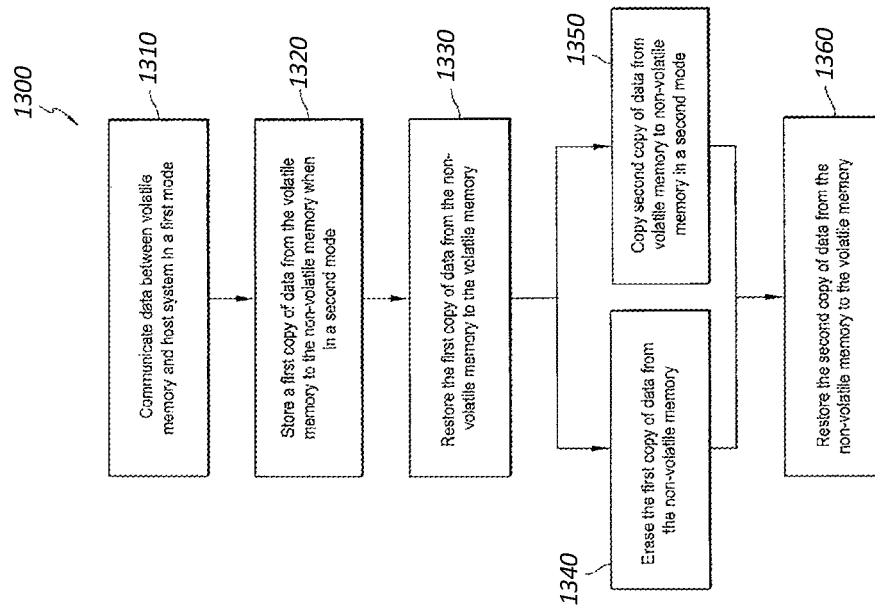 1300
1310
Communicate data between volatile
memory and host system in a first mode
1320
Store a first copy of data from the volatile
memory to the non-volatile memory when
in a second mode
1330
Restore the first copy of data from the non-
volatile memory to the volatile memory
1340
Erase the first copy of data from
the non-volatile memory
1350
Copy second copy of data from
volatile memory to non-volatile
memory in a second mode
1360
Restore the second copy of data from the
non-volatile memory to the volatile memory